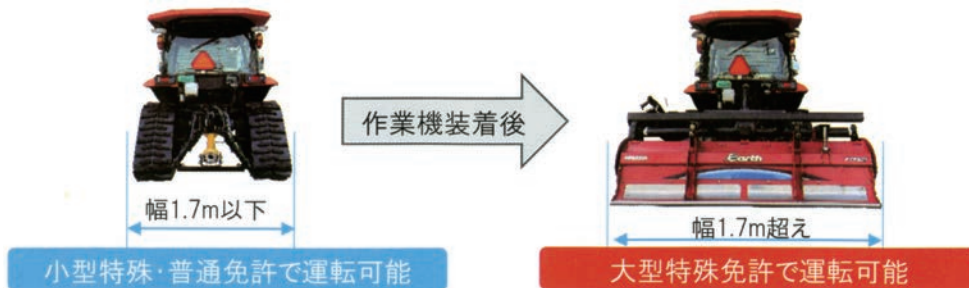 作業機装着後
幅1.7m以下
幅1.7m超え
Earth
小型特殊・普通免許で運転可能
大型特殊免許で運転可能